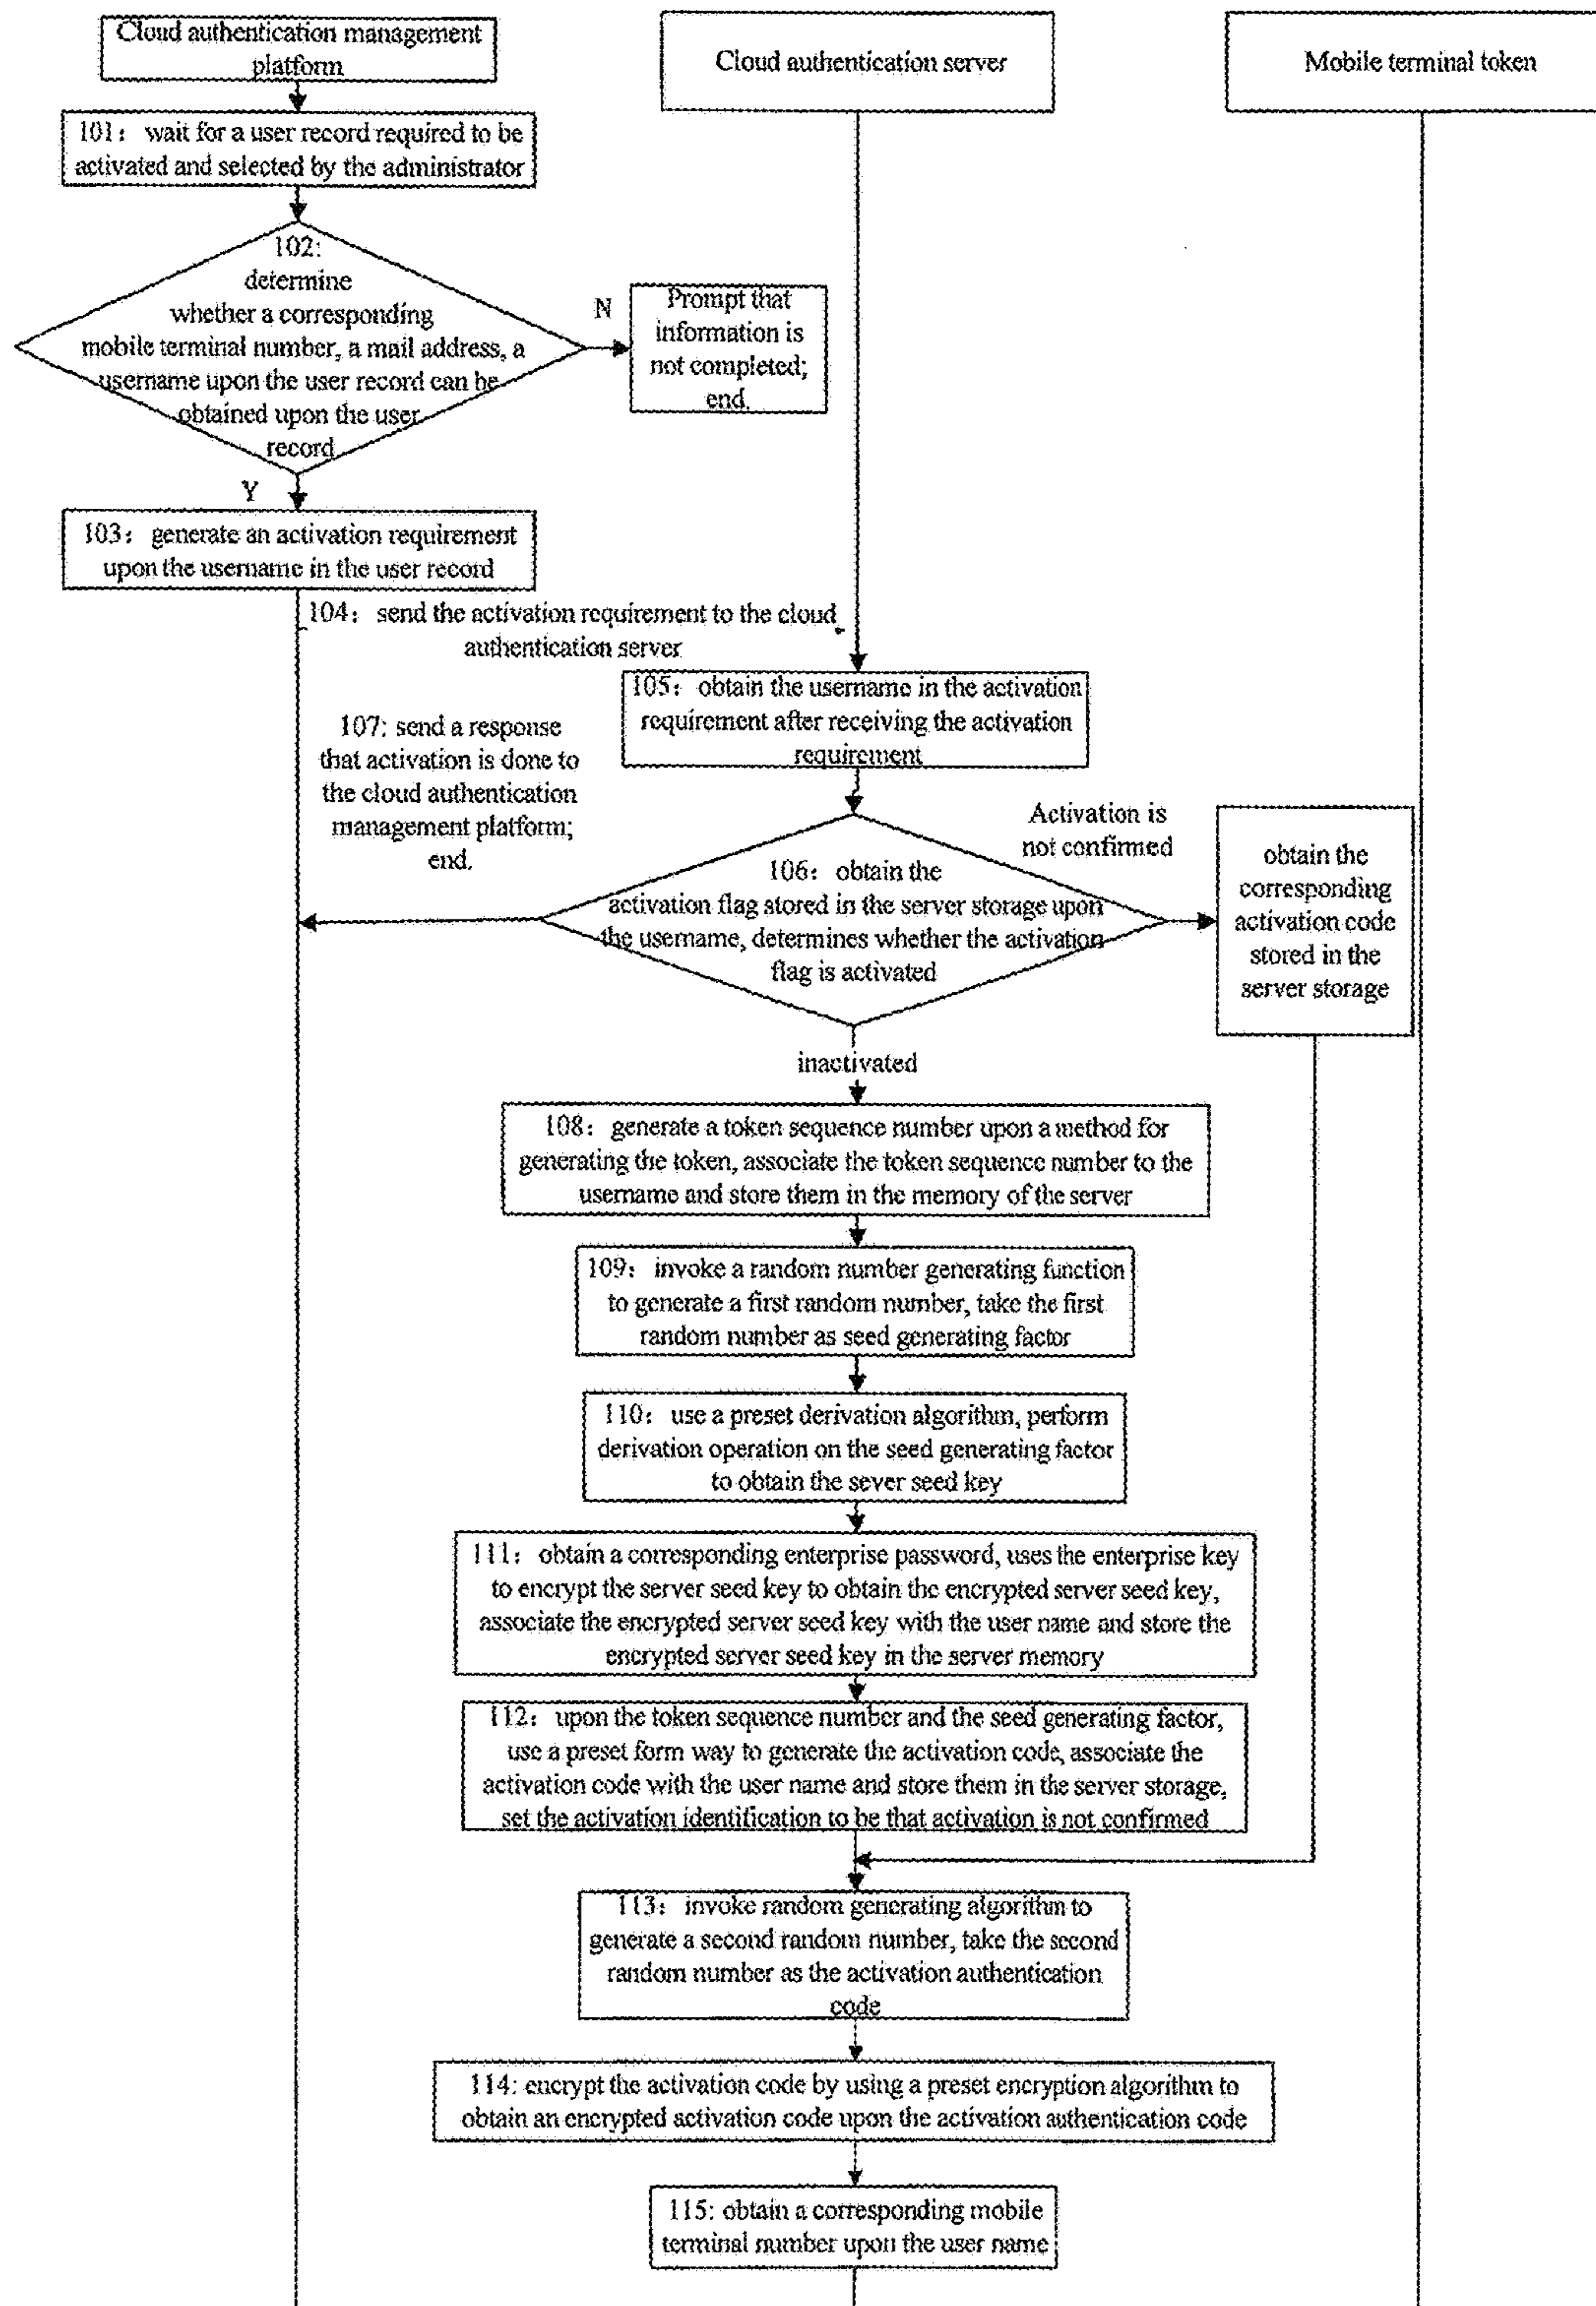 Cloud authentication management
platform
Cloud authentication server
Mobile terminal token
101: wait for a user record required to be
activated and selected by the administrator
102:
determine
whether a corresponding
mobile terminal number, a mail address, a
username upon the user record can be
obtained upon the user
record
N
Prompt that
information is
not completed;
end.
Y
103: generate an activation requirement
upon the username in the user record
104: send the activation requirement to the cloud
authentication server
105: obtain the username in the activation
requirement after receiving the activation
requirement
107: send a response
that activation is done to
the cloud authentication
management platform;
end.
106: obtain the
activation flag stored in the server storage upon
the username, determines whether the activation
flag is activated
Activation is
not confirmed
obtain the
corresponding
activation code
stored in the
server storage
inactivated
108: generate a token sequence number upon a method for
generating the token, associate the token sequence number to the
username and store them in the memory of the server
109: invoke a random number generating function
to generate a first random number, take the first
random number as seed generating factor
110: use a preset derivation algorithm, perform
derivation operation on the seed generating factor
to obtain the sever seed key
111: obtain a corresponding enterprise password, uses the enterprise key
to encrypt the server seed key to obtain the encrypted server seed key,
associate the encrypted server seed key with the user name and store the
encrypted server seed key in the server memory
112: upon the token sequence number and the seed generating factor,
use a preset form way to generate the activation code, associate the
activation code with the user name and store them in the server storage,
set the activation identification to be that activation is not confirmed
113: invoke random generating algorithm to
generate a second random number, take the second
random number as the activation authentication
code
114: encrypt the activation code by using a preset encryption algorithm to
obtain an encrypted activation code upon the activation authentication code
115: obtain a corresponding mobile
terminal number upon the user name